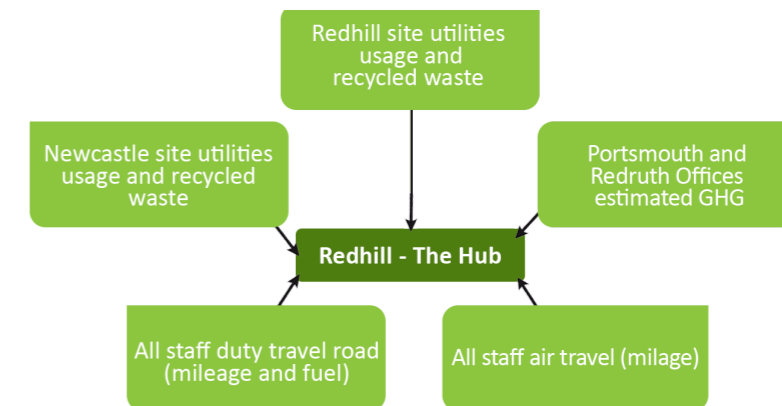 Redhill site utilities
usage and
recycled waste
Newcastle site utilities
usage and recycled
waste
Portsmouth and
Redruth Offices
estimated GHG
Redhill - The Hub
All staff duty travel road
(mileage and fuel)
All staff air travel (milage)